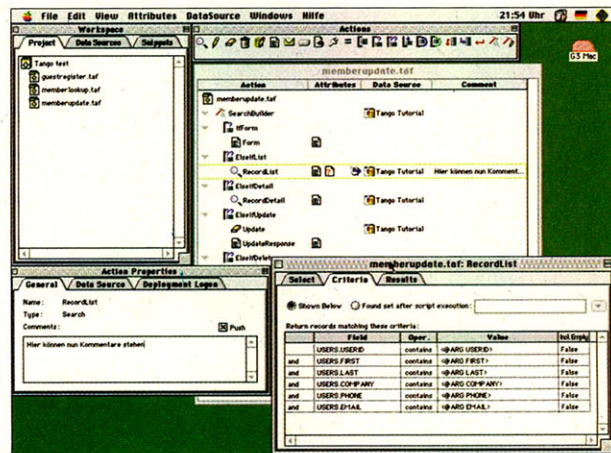 File Edit View Attributes DataSource Windows Hilfe 21:54 Uhr
Workspace
Project Data Sources Snippets
Tango test
guestregister.taf
memberlookup.taf
memberupdate.taf
Actions
memberupdate.taf
Action Attributes Data Source Comment
memberupdate.taf
SearchBuilder Tango Tutorial
IfForm
Form
ElseIfList
RecordList Tango Tutorial Hier können nun Komment...
ElseIfDetail
RecordDetail Tango Tutorial
ElseIfUpdate
Update Tango Tutorial
UpdateResponse
ElseIfDelete
G3 Mac
Action Properties
General Data Source Deployment Logon
Name: RecordList
Type: Search
Comments: Push
Hier können nun Kommentare stehen
memberupdate.taf: RecordList
Select Criteria Results
Shown Below Found set after script execution:
Return records matching these criteria:
Field Oper. Value Incl.Empty
USERS.USERID contains <@ARG USERID> False
and USERS.FIRST contains <@ARG FIRST> False
and USERS.LAST contains <@ARG LAST> False
and USERS.COMPANY contains <@ARG COMPANY> False
and USERS.PHONE contains <@ARG PHONE> False
and USERS.EMAIL contains <@ARG EMAIL> False